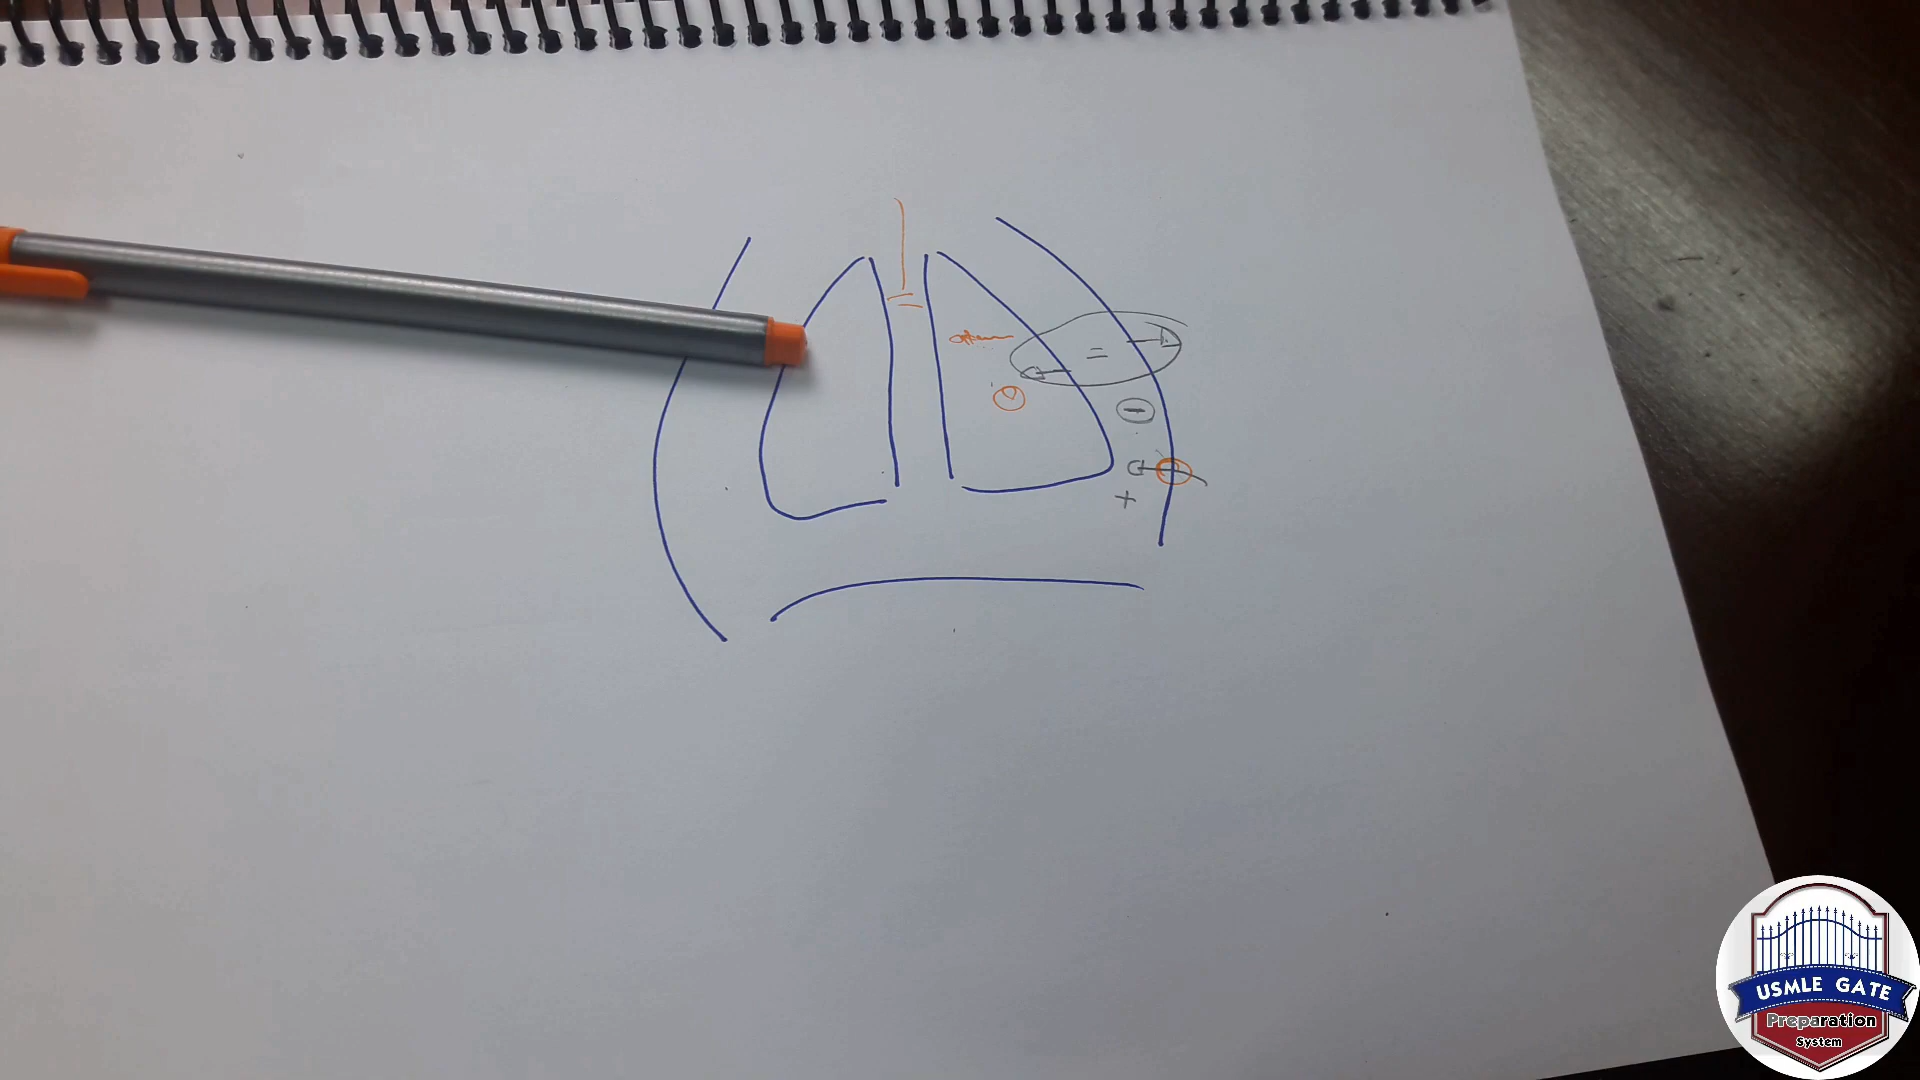 =
-
+
USMLE GATE
Preparation
System